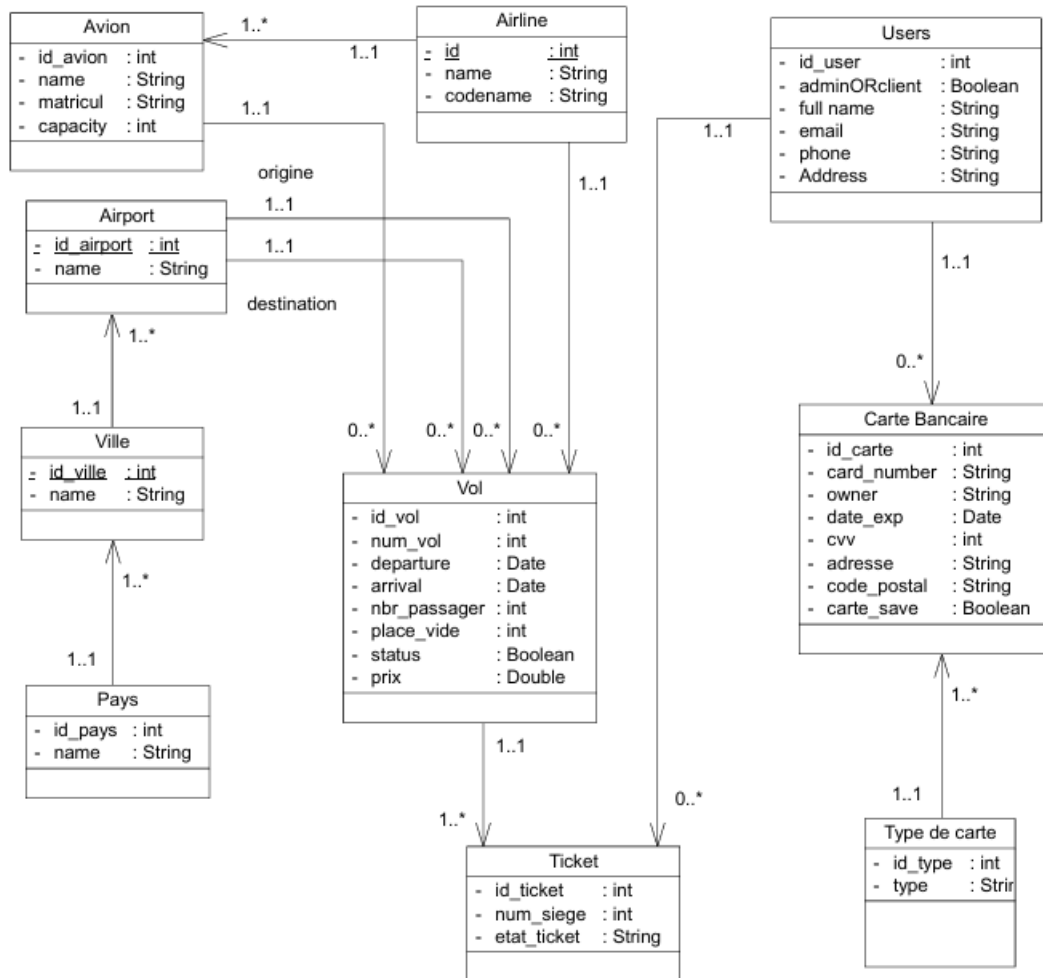 Avion
- id_avion : int
- name : String
- matricul : String
- capacity : int
1..*
1..1
Airline
- id : int
- name : String
- codename : String
Users
- id_user : int
- adminORclient : Boolean
- full name : String
- email : String
- phone : String
- Address : String
1..1
1..1
1..1
1..1
origine
1..1
1..1
destination
Airport
- id_airport : int
- name : String
1..*
1..1
Ville
- id_ville : int
- name : String
1..*
1..1
Pays
- id_pays : int
- name : String
0..*
0..*
0..*
0..*
Vol
- id_vol : int
- num_vol : int
- departure : Date
- arrival : Date
- nbr_passager : int
- place_vide : int
- status : Boolean
- prix : Double
1..1
1..*
0..*
Ticket
- id_ticket : int
- num_siege : int
- etat_ticket : String
0..*
Carte Bancaire
- id_carte : int
- card_number : String
- owner : String
- date_exp : Date
- cvv : int
- adresse : String
- code_postal : String
- carte_save : Boolean
1..*
1..1
Type de carte
- id_type : int
- type : Strin